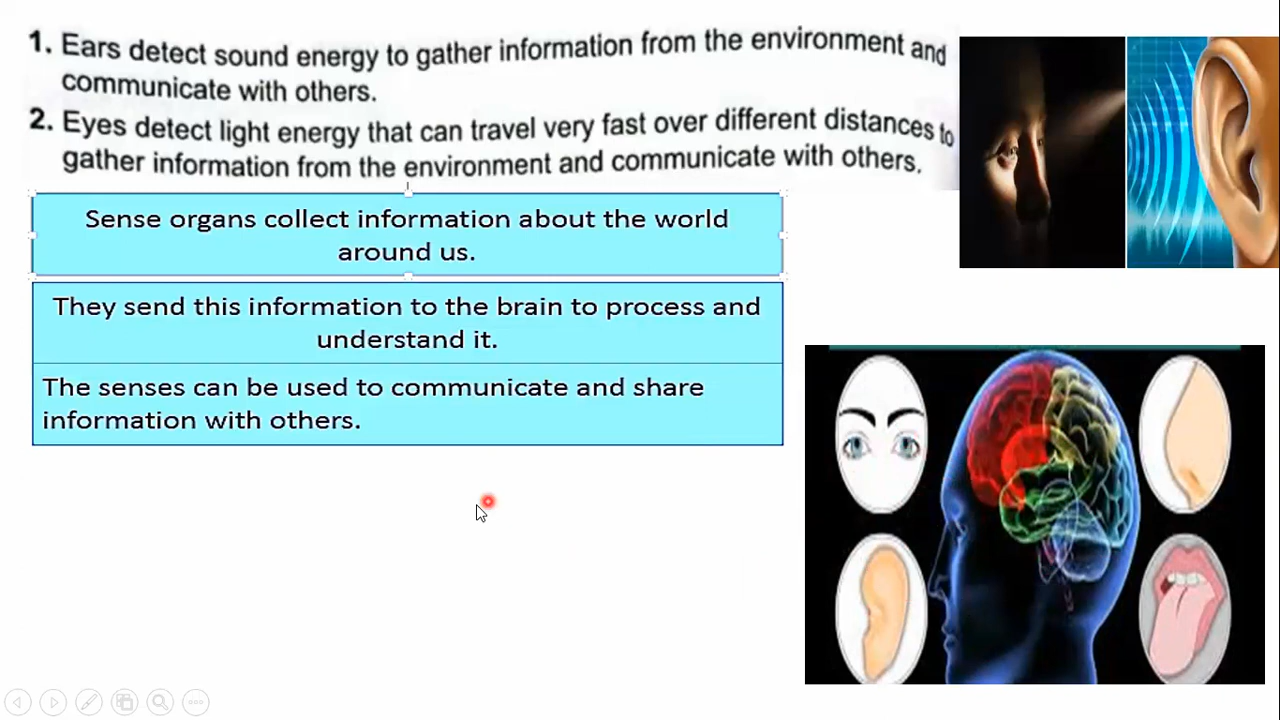 1. Ears detect sound energy to gather information from the environment and
communicate with others.
2. Eyes detect light energy that can travel very fast over different distances to
gather information from the environment and communicate with others.
Sense organs collect information about the world
around us.
They send this information to the brain to process and
understand it.
The senses can be used to communicate and share
information with others.